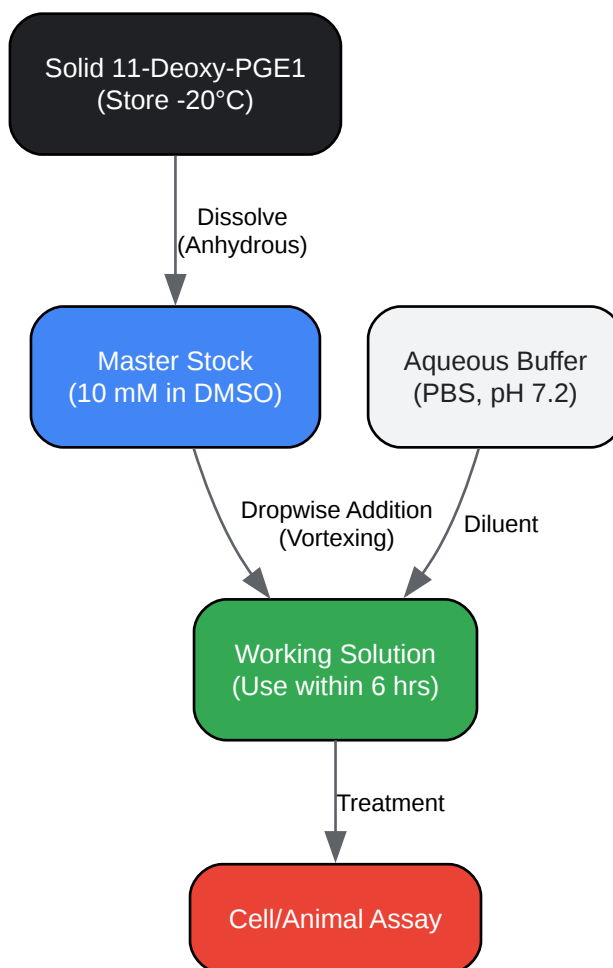 Solid 11-Deoxy-PGE1
(Store -20°C)
Dissolve
(Anhydrous)
Master Stock
(10 mM in DMSO)
Aqueous Buffer
(PBS, pH 7.2)
Dropwise Addition
(Vortexing)
Diluent
Working Solution
(Use within 6 hrs)
Treatment
Cell/Animal Assay